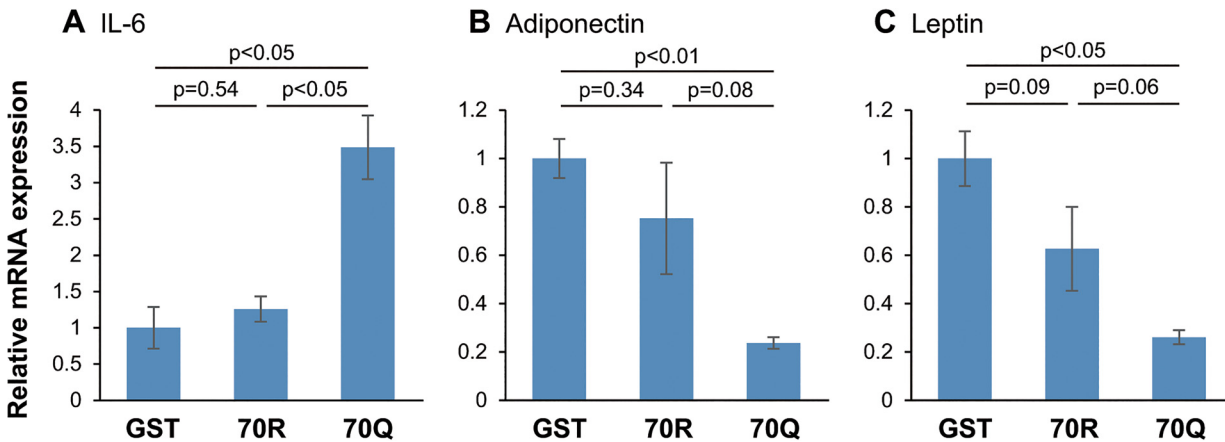 A IL-6
p<0.05
p=0.54 p<0.05
Relative mRNA expression
4
3.5
3
2.5
2
1.5
1
0.5
0
GST 70R 70Q
B Adiponectin
p<0.01
p=0.34 p=0.08
1.2
1
0.8
0.6
0.4
0.2
0
GST 70R 70Q
C Leptin
p<0.05
p=0.09 p=0.06
1.2
1
0.8
0.6
0.4
0.2
0
GST 70R 70Q